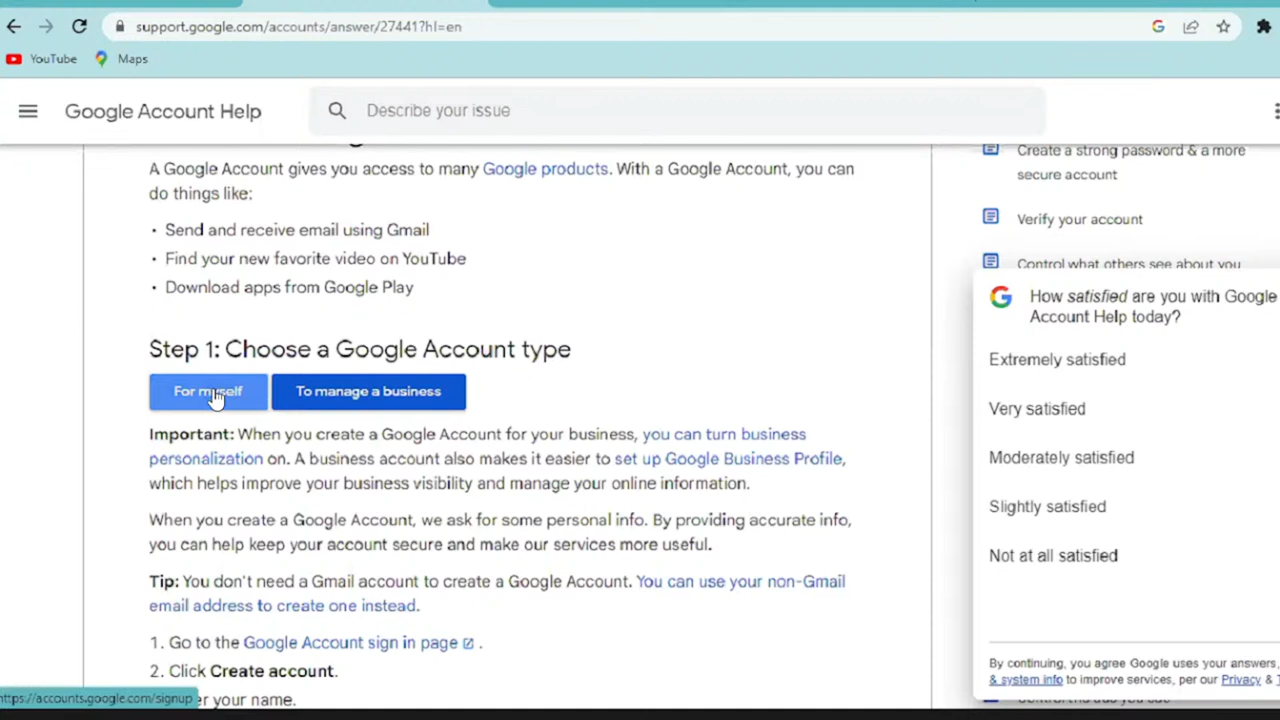 support.google.com/accounts/answer/27441?hl=en
YouTube Maps
Google Account Help
Describe your issue
A Google Account gives you access to many Google products. With a Google Account, you can
do things like:
• Send and receive email using Gmail
• Find your new favorite video on YouTube
• Download apps from Google Play
Step 1: Choose a Google Account type
For myself To manage a business
Important: When you create a Google Account for your business, you can turn business
personalization on. A business account also makes it easier to set up Google Business Profile,
which helps improve your business visibility and manage your online information.
When you create a Google Account, we ask for some personal info. By providing accurate info,
you can help keep your account secure and make our services more useful.
Tip: You don't need a Gmail account to create a Google Account. You can use your non-Gmail
email address to create one instead.
1. Go to the Google Account sign in page .
2. Click Create account.
your name.
https://accounts.google.com/signup
Create a strong password & a more
secure account
Verify your account
Control what others see about you
How satisfied are you with Google
Account Help today?
Extremely satisfied
Very satisfied
Moderately satisfied
Slightly satisfied
Not at all satisfied
By continuing, you agree Google uses your answers,
& system info to improve services, per our Privacy &